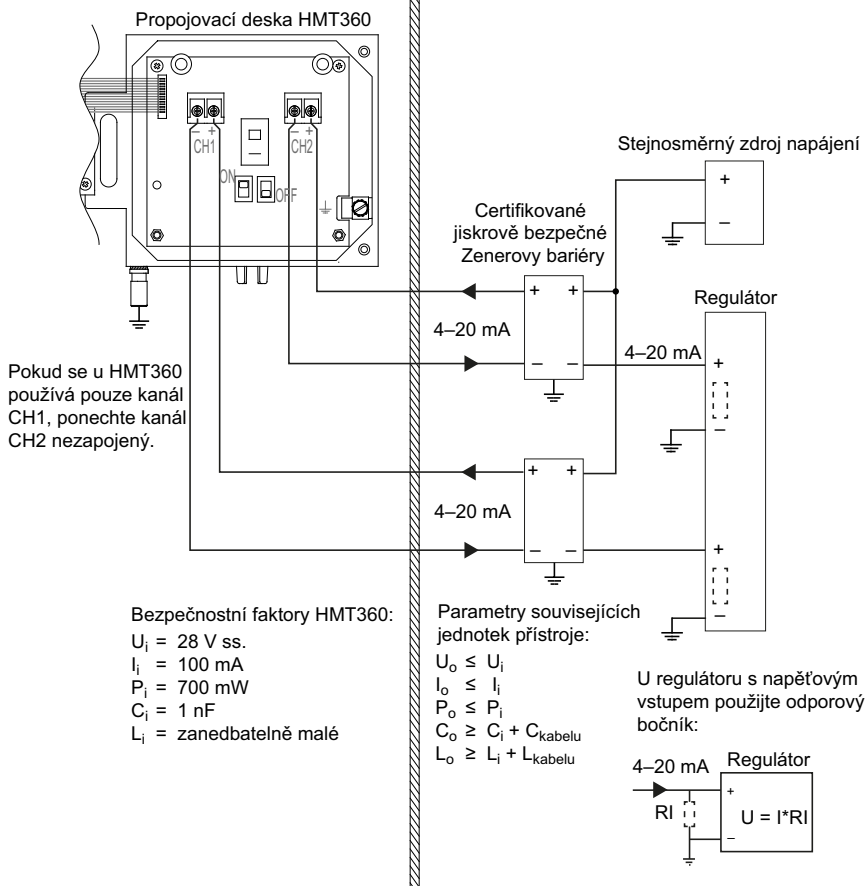 Propojovací deska HMT360
– +
CH1
– +
CH2
ON
OFF
Stejnosměrný zdroj napájení
+
–
Certifikované
jiskrově bezpečné
Zenerovy bariéry
+ +
– –
4–20 mA
Regulátor
4–20 mA
+
–
Pokud se u HMT360
používá pouze kanál
CH1, ponechte kanál
CH2 nezapojený.
+ +
– –
4–20 mA
+
–
Bezpečnostní faktory HMT360:
Ui = 28 V ss.
Ii = 100 mA
Pi = 700 mW
Ci = 1 nF
Li = zanedbatelně malé
Parametry souvisejících
jednotek přístroje:
Uo ≤ Ui
Io ≤ Ii
Po ≤ Pi
Co ≥ Ci + Ckabelu
Lo ≥ Li + Lkabelu
U regulátoru s napěťovým
vstupem použijte odporový
bočník:
4–20 mA
Regulátor
RI
+
U = I*RI
–